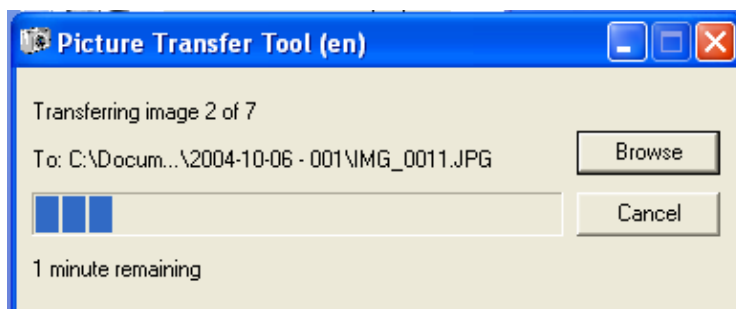 Picture Transfer Tool (en)
Transferring image 2 of 7
To: C:\Docum...\2004-10-06 - 001\IMG_0011.JPG
Browse
Cancel
1 minute remaining